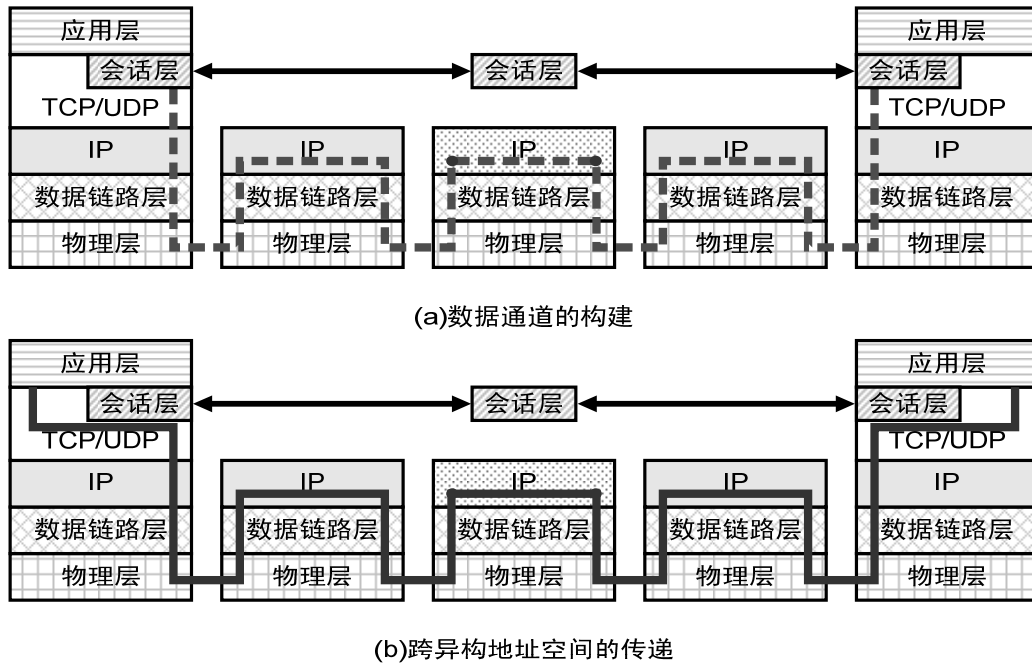 应用层 应用层
会话层 会话层 会话层
TCP/UDP TCP/UDP
IP IP IP IP IP
数据链路层 数据链路层 数据链路层 数据链路层 数据链路层
物理层 物理层 物理层 物理层 物理层
(a)数据通道的构建
应用层 应用层
会话层 会话层 会话层
TCP/UDP TCP/UDP
IP IP IP IP IP
数据链路层 数据链路层 数据链路层 数据链路层 数据链路层
物理层 物理层 物理层 物理层 物理层
(b)跨异构地址空间的传递